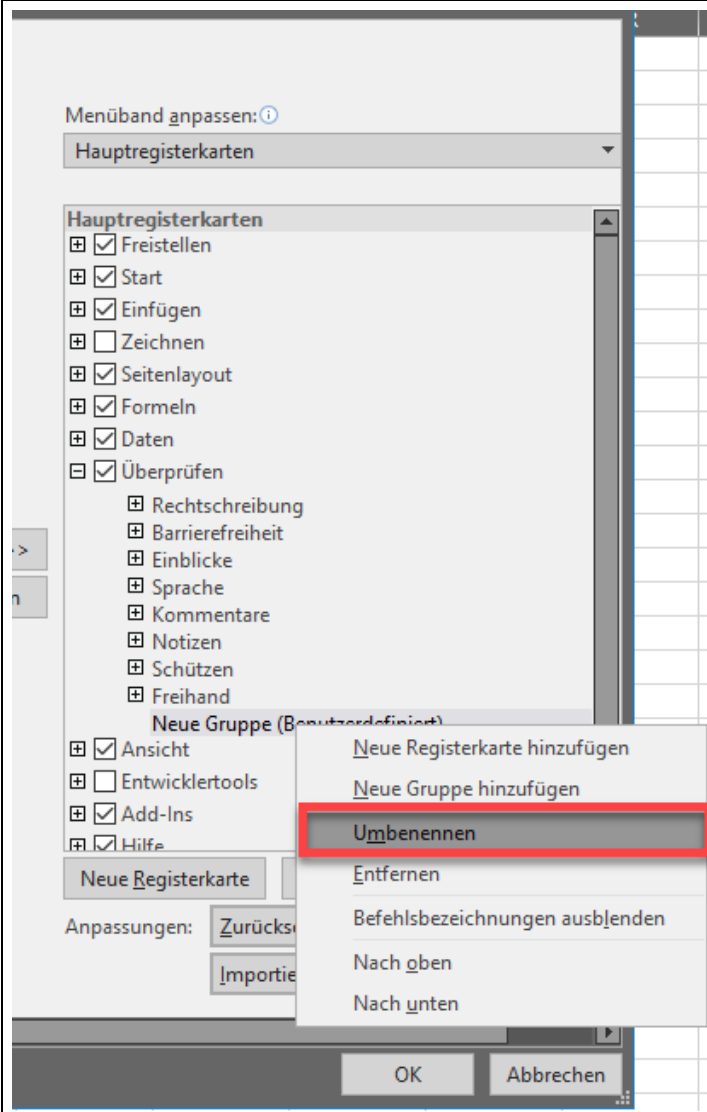 Menüband anpassen:
Hauptregisterkarten
Hauptregisterkarten
Freistellen
Start
Einfügen
Zeichnen
Seitenlayout
Formeln
Daten
Überprüfen
Rechtschreibung
Barrierefreiheit
Einblicke
Sprache
>
Kommentare
n
Notizen
Schützen
Freihand
Neue Gruppe (Benutzerdefiniert)
Ansicht
Entwicklertools
Add-Ins
Hilfe
Neue Registerkarte hinzufügen
Neue Gruppe hinzufügen
Umbenennen
Entfernen
Befehlsbezeichnungen ausblenden
Nach oben
Nach unten
Neue Registerkarte
Anpassungen:
OK
Abbrechen